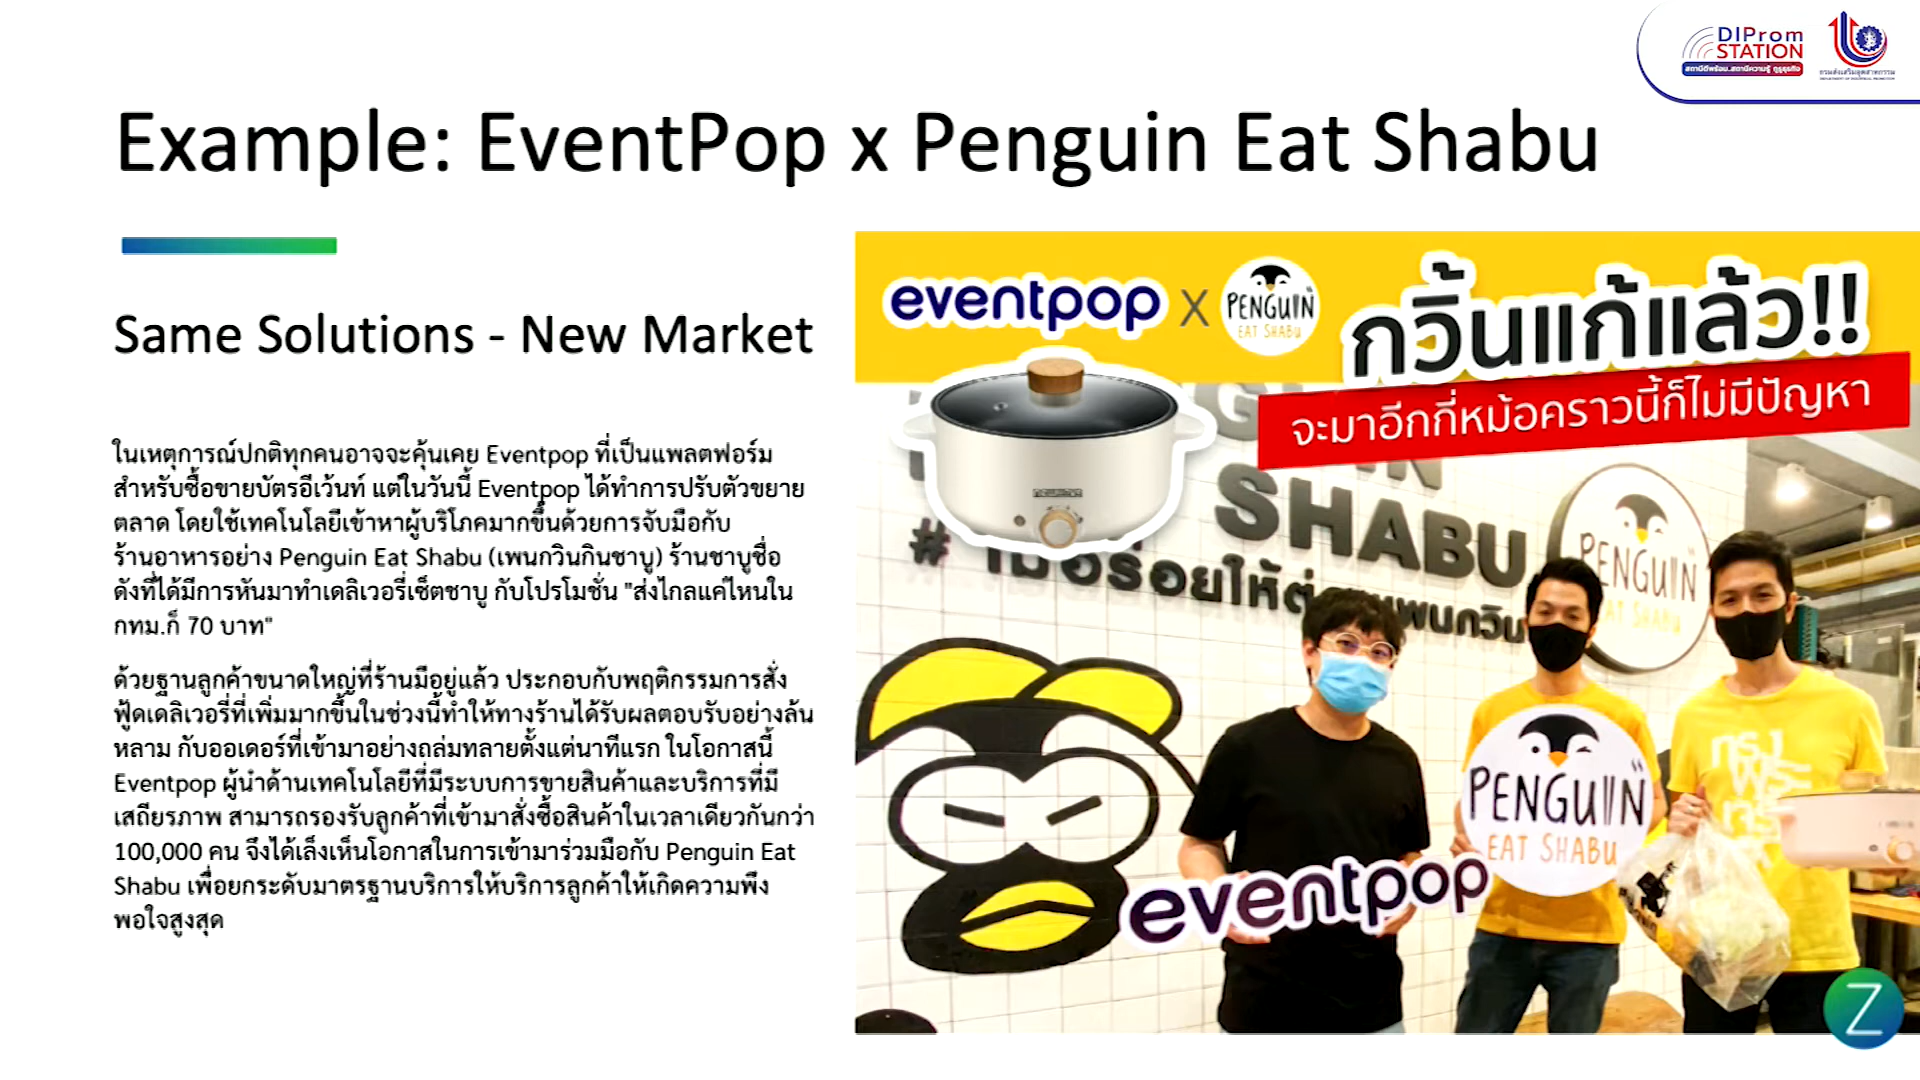 DIProm
STATION
สถานีดีพร้อม..สถานีความรู้ คู่ธุรกิจ
กรมส่งเสริมอุตสาหกรรม
Example: EventPop x Penguin Eat Shabu
Same Solutions - New Market
ในเหตุการณ์ปกติทุกคนอาจจะคุ้นเคย Eventpop ที่เป็นแพลตฟอร์ม
สำหรับซื้อขายบัตรอีเว้นท์ แต่ในวันนี้ Eventpop ได้ทำการปรับตัวขยาย
ตลาด โดยใช้เทคโนโลยีเข้าหาผู้บริโภคมากขึ้นด้วยการจับมือกับ
ร้านอาหารอย่าง Penguin Eat Shabu (เพนกวินกินชาบู) ร้านชาบูชื่อ
ดังที่ได้มีการหันมาทำเดลิเวอรี่เซ็ตชาบู กับโปรโมชั่น "ส่งไกลแค่ไหนใน
กทม.ก็ 70 บาท"
ด้วยฐานลูกค้าขนาดใหญ่ที่ร้านมีอยู่แล้ว ประกอบกับพฤติกรรมการสั่ง
ฟู้ดเดลิเวอรี่ที่เพิ่มมากขึ้นในช่วงนี้ทำให้ทางร้านได้รับผลตอบรับอย่างล้น
หลาม กับออเดอร์ที่เข้ามาอย่างถล่มทลายตั้งแต่นาทีแรก ในโอกาสนี้
Eventpop ผู้นำด้านเทคโนโลยีที่มีระบบการขายสินค้าและบริการที่มี
เสถียรภาพ สามารถรองรับลูกค้าที่เข้ามาสั่งซื้อสินค้าในเวลาเดียวกันกว่า
100,000 คน จึงได้เล็งเห็นโอกาสในการเข้ามาร่วมมือกับ Penguin Eat
Shabu เพื่อยกระดับมาตรฐานบริการให้บริการลูกค้าให้เกิดความพึง
พอใจสูงสุด
eventpop X PENGUIN
EAT SHABU
กวิ้นแก้แล้ว!!
จะมาอีกกี่หม้อคราวนี้ก็ไม่มีปัญหา
SHABU
PENGUIN
EAT SHABU
eventpop
PENGUIN
EAT SHABU
Z